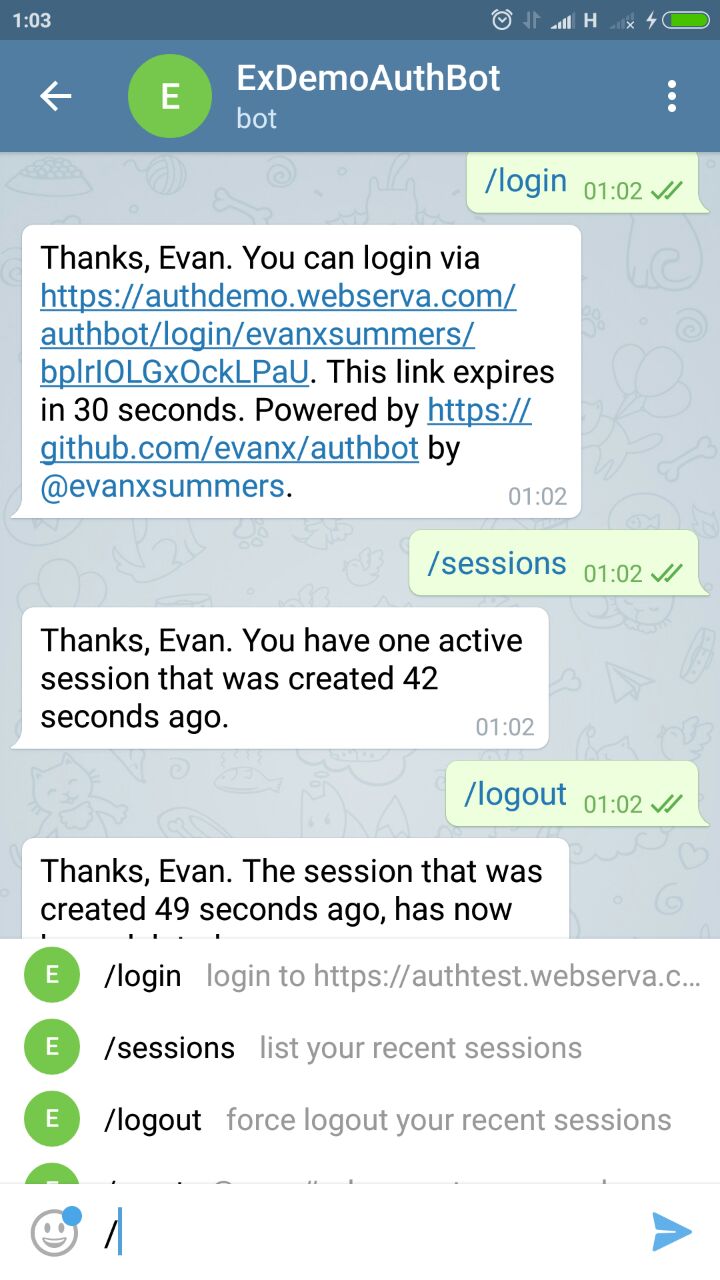 1:03
H
E
ExDemoAuthBot
bot
/login 01:02
Thanks, Evan. You can login via
https://authdemo.webserva.com/
authbot/login/evanxsummers/
bplrIOLGxOckLPaU. This link expires
in 30 seconds. Powered by https://
github.com/evanx/authbot by
@evanxsummers.
01:02
/sessions 01:02
Thanks, Evan. You have one active
session that was created 42
seconds ago.
01:02
/logout 01:02
Thanks, Evan. The session that was
created 49 seconds ago, has now
E /login login to https://authtest.webserva.c...
E /sessions list your recent sessions
E /logout force logout your recent sessions
/